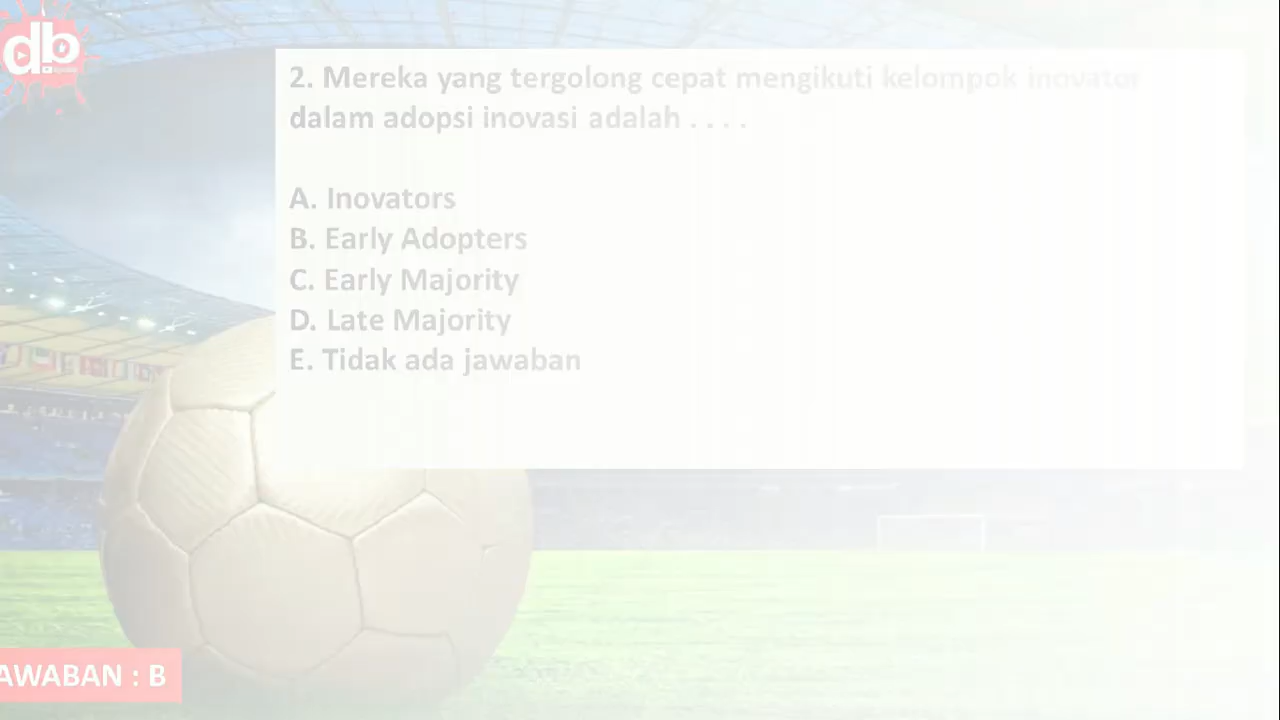 db
2. Mereka yang tergolong cepat mengikuti kelompok inovator
dalam adopsi inovasi adalah . . . .
A. Inovators
B. Early Adopters
C. Early Majority
D. Late Majority
E. Tidak ada jawaban
AWABAN : B